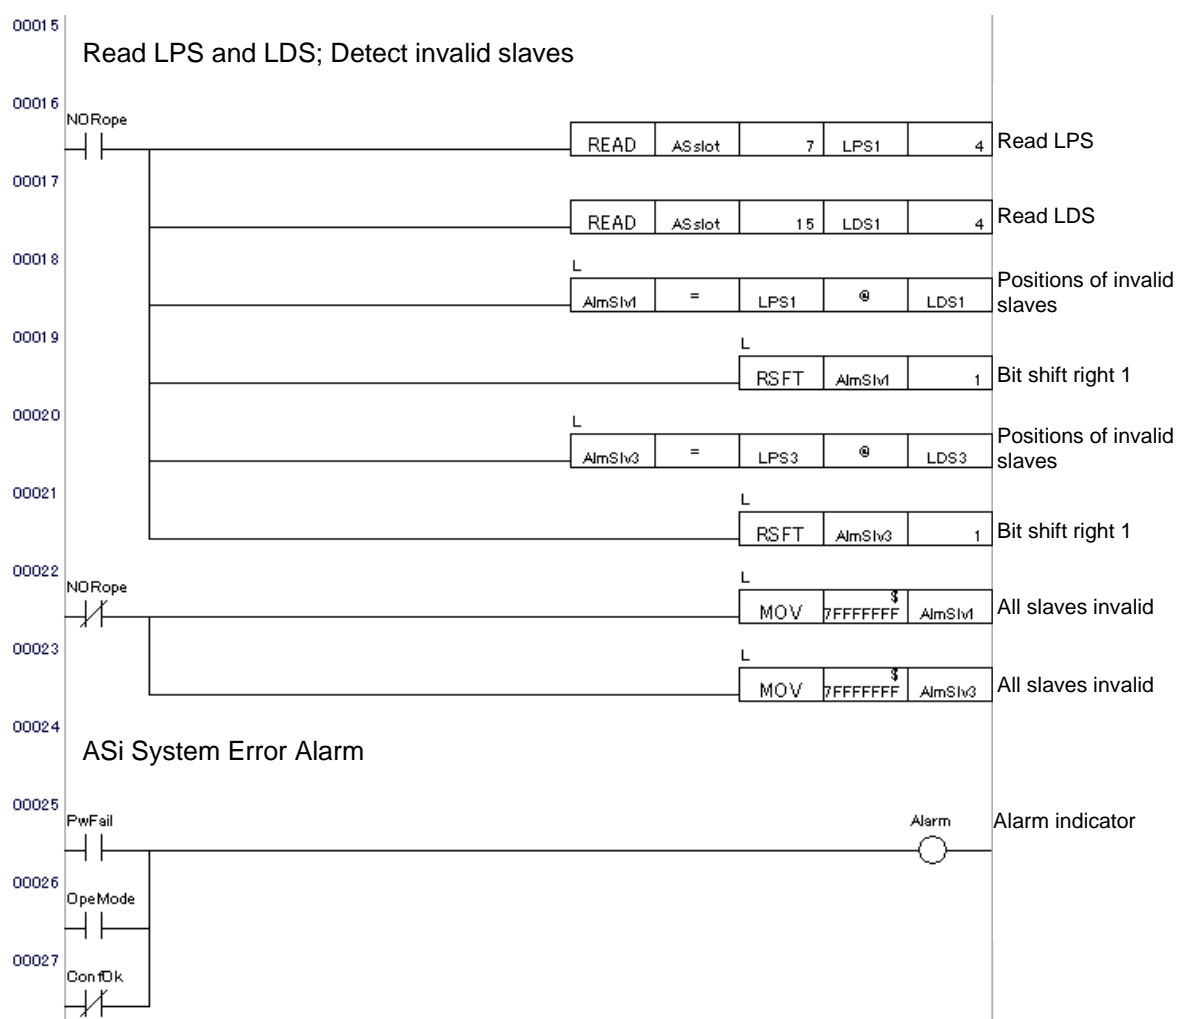 00015
Read LPS and LDS; Detect invalid slaves
00016
NORope
READ ASslot 7 LPS1 4 Read LPS
00017
READ ASslot 15 LDS1 4 Read LDS
00018
L
AlmSlv1 = LPS1 @ LDS1 Positions of invalid
slaves
00019
L
RSFT AlmSlv1 1 Bit shift right 1
00020
L
AlmSlv3 = LPS3 @ LDS3 Positions of invalid
slaves
00021
L
RSFT AlmSlv3 1 Bit shift right 1
00022
NORope
L
MOV $ 7FFFFFFF AlmSlv1 All slaves invalid
00023
L
MOV $ 7FFFFFFF AlmSlv3 All slaves invalid
00024
ASi System Error Alarm
00025
PwFail Alarm Alarm indicator
00026
OpeMode
00027
ConfOk